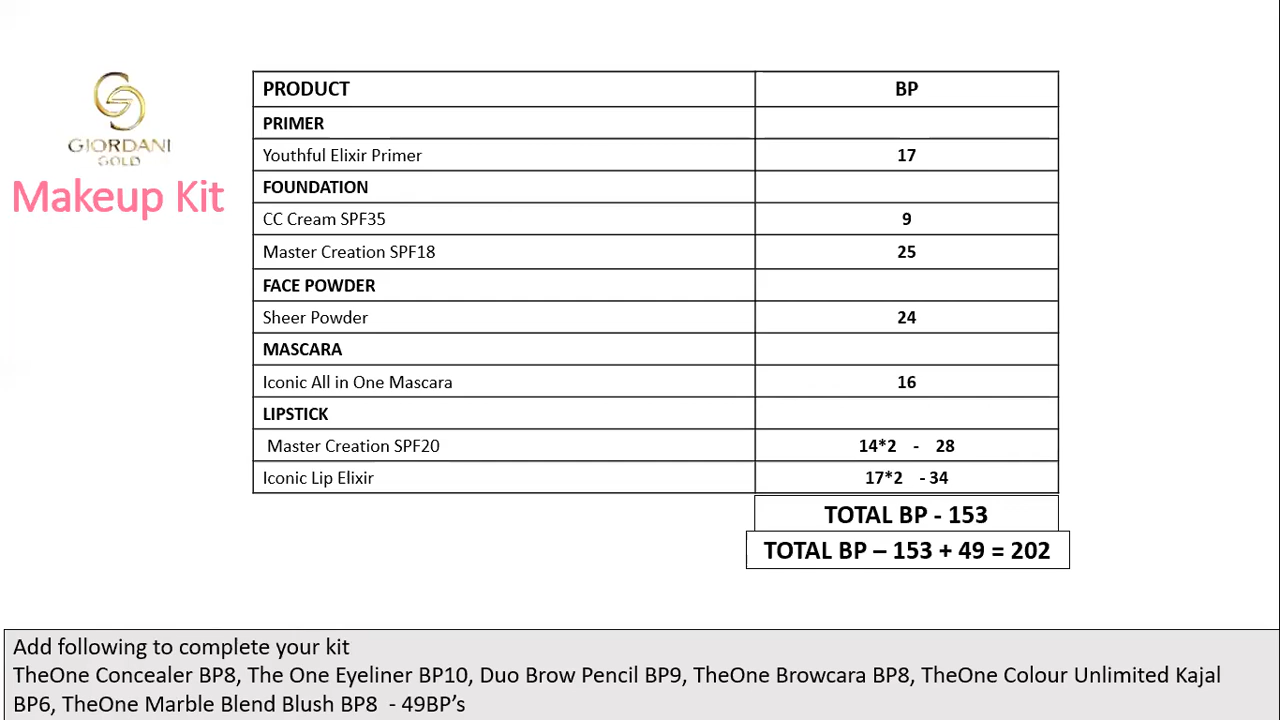 GIORDANI
GOLD
Makeup Kit
PRODUCT BP
PRIMER
Youthful Elixir Primer 17
FOUNDATION
CC Cream SPF35 9
Master Creation SPF18 25
FACE POWDER
Sheer Powder 24
MASCARA
Iconic All in One Mascara 16
LIPSTICK
Master Creation SPF20 14*2 - 28
Iconic Lip Elixir 17*2 - 34
TOTAL BP - 153
TOTAL BP – 153 + 49 = 202
Add following to complete your kit
TheOne Concealer BP8, The One Eyeliner BP10, Duo Brow Pencil BP9, TheOne Browcara BP8, TheOne Colour Unlimited Kajal
BP6, TheOne Marble Blend Blush BP8 - 49BP’s